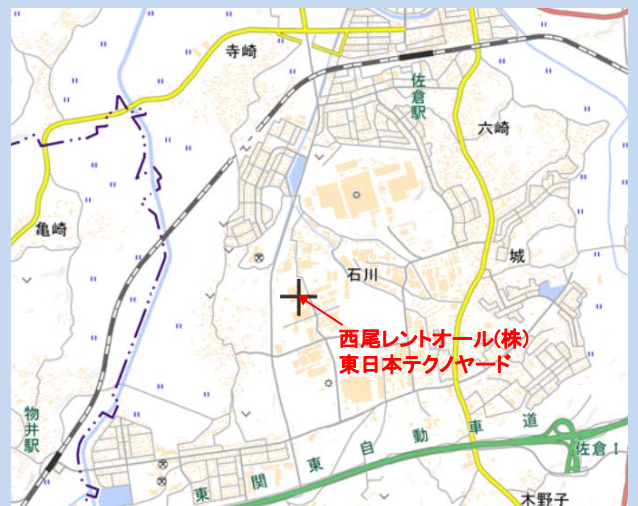 寺崎
佐倉駅
六崎
亀崎
城
石川
西尾レントオール(株)
東日本テクノヤード
物井駅
東関東自動車道
佐倉I
木野子